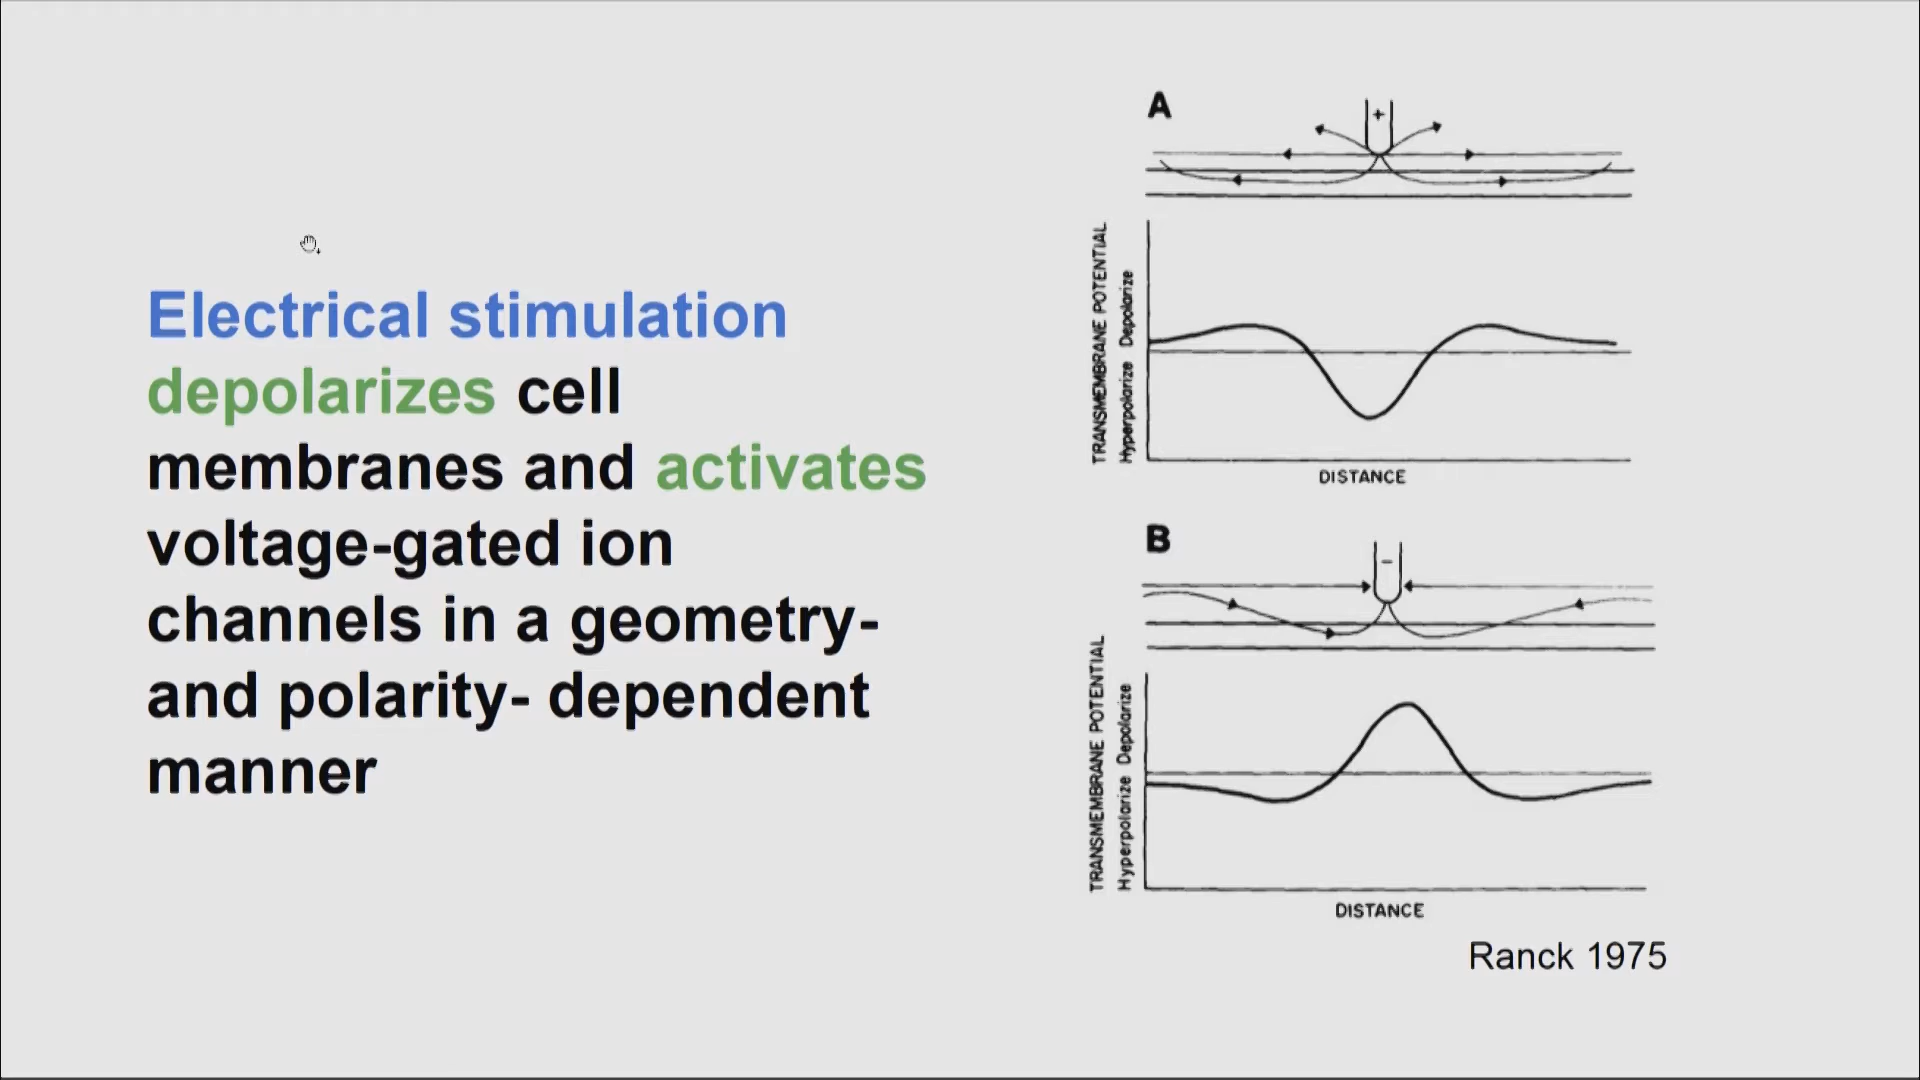 Electrical stimulation
depolarizes cell
membranes and activates
voltage-gated ion
channels in a geometry-
and polarity- dependent
manner
A
+
TRANSMEMBRANE POTENTIAL
Hyperpolarize Depolarize
DISTANCE
B
-
TRANSMEMBRANE POTENTIAL
Hyperpolarize Depolarize
DISTANCE
Ranck 1975